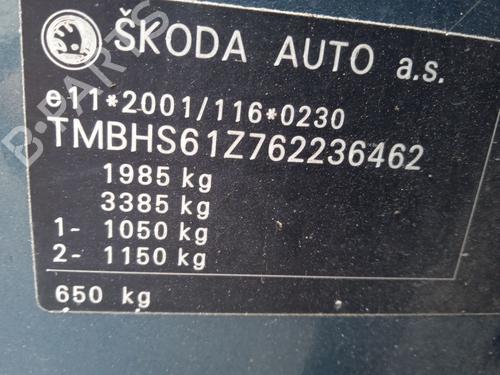 ŠKODA AUTO a.s.
e11*2001/116*0230
TMBHS61Z762236462
1985 kg
3385 kg
1- 1050 kg
2- 1150 kg
650 kg
B-PARTS